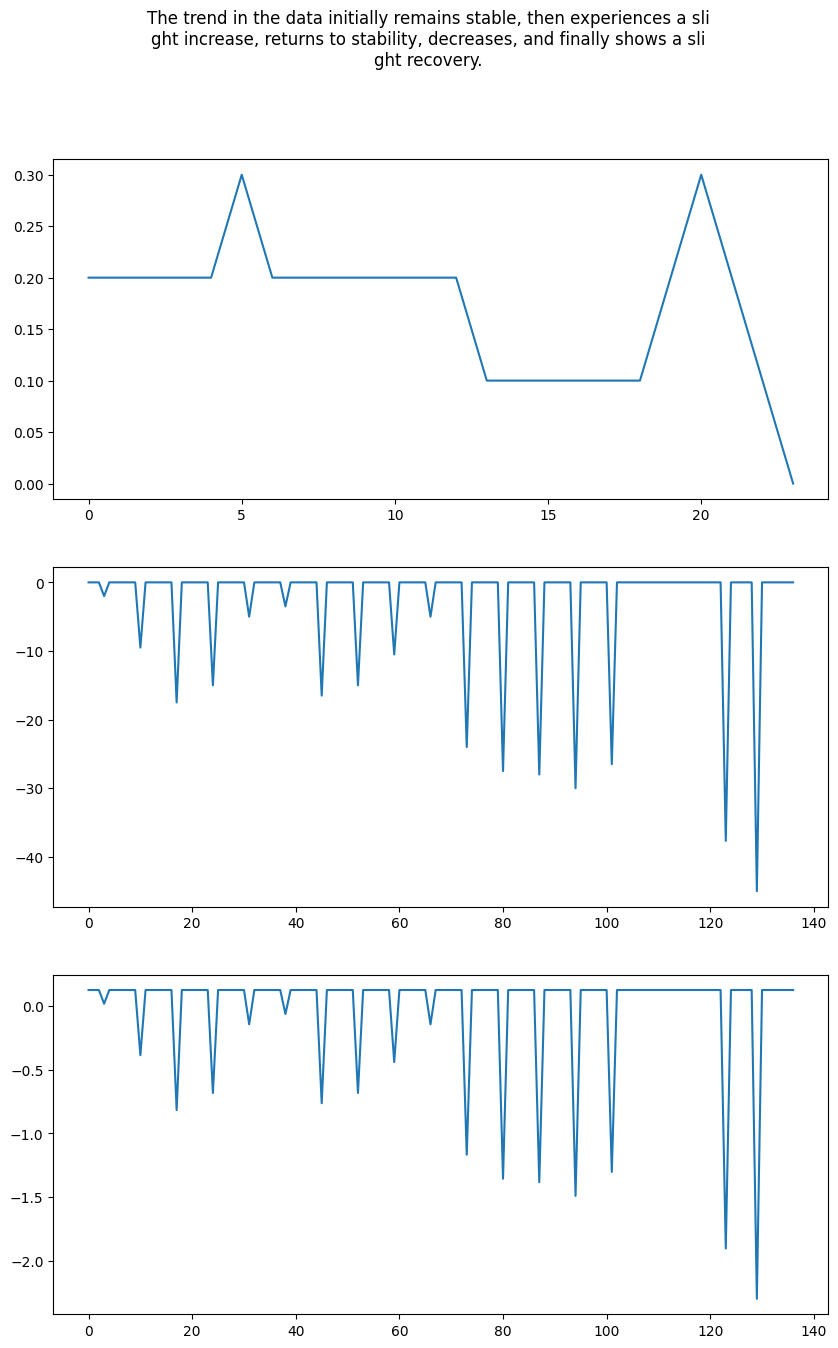 The trend in the data initially remains stable, then experiences a sli
ght increase, returns to stability, decreases, and finally shows a sli
ght recovery.
0.30
0.25
0.20
0.15
0.10
0.05
0.00
0 5 10 15 20
0
−10
−20
−30
−40
0 20 40 60 80 100 120 140
0.0
−0.5
−1.0
−1.5
−2.0
0 20 40 60 80 100 120 140